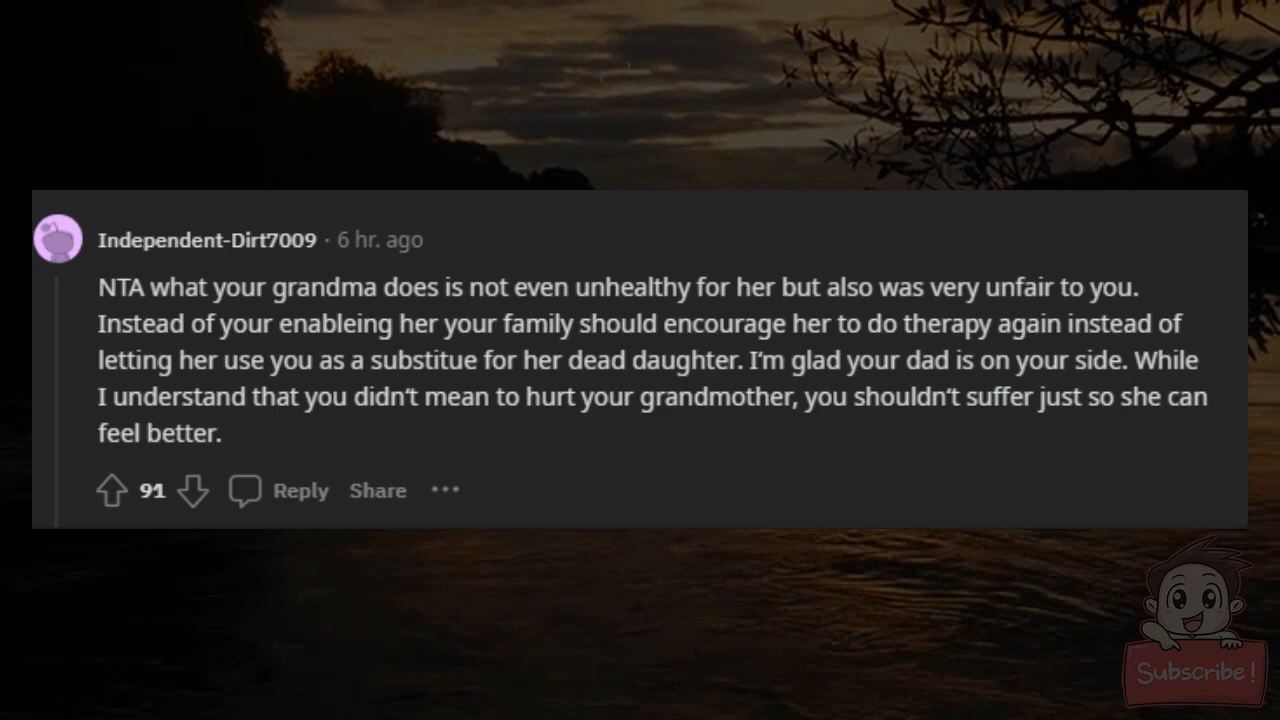 Independent-Dirt7009 · 6 hr. ago
NTA what your grandma does is not even unhealthy for her but also was very unfair to you.
Instead of your enableing her your family should encourage her to do therapy again instead of
letting her use you as a substitue for her dead daughter. I‘m glad your dad is on your side. While
I understand that you didn‘t mean to hurt your grandmother, you shouldn‘t suffer just so she can
feel better.
91 Reply Share ···
Subscribe!